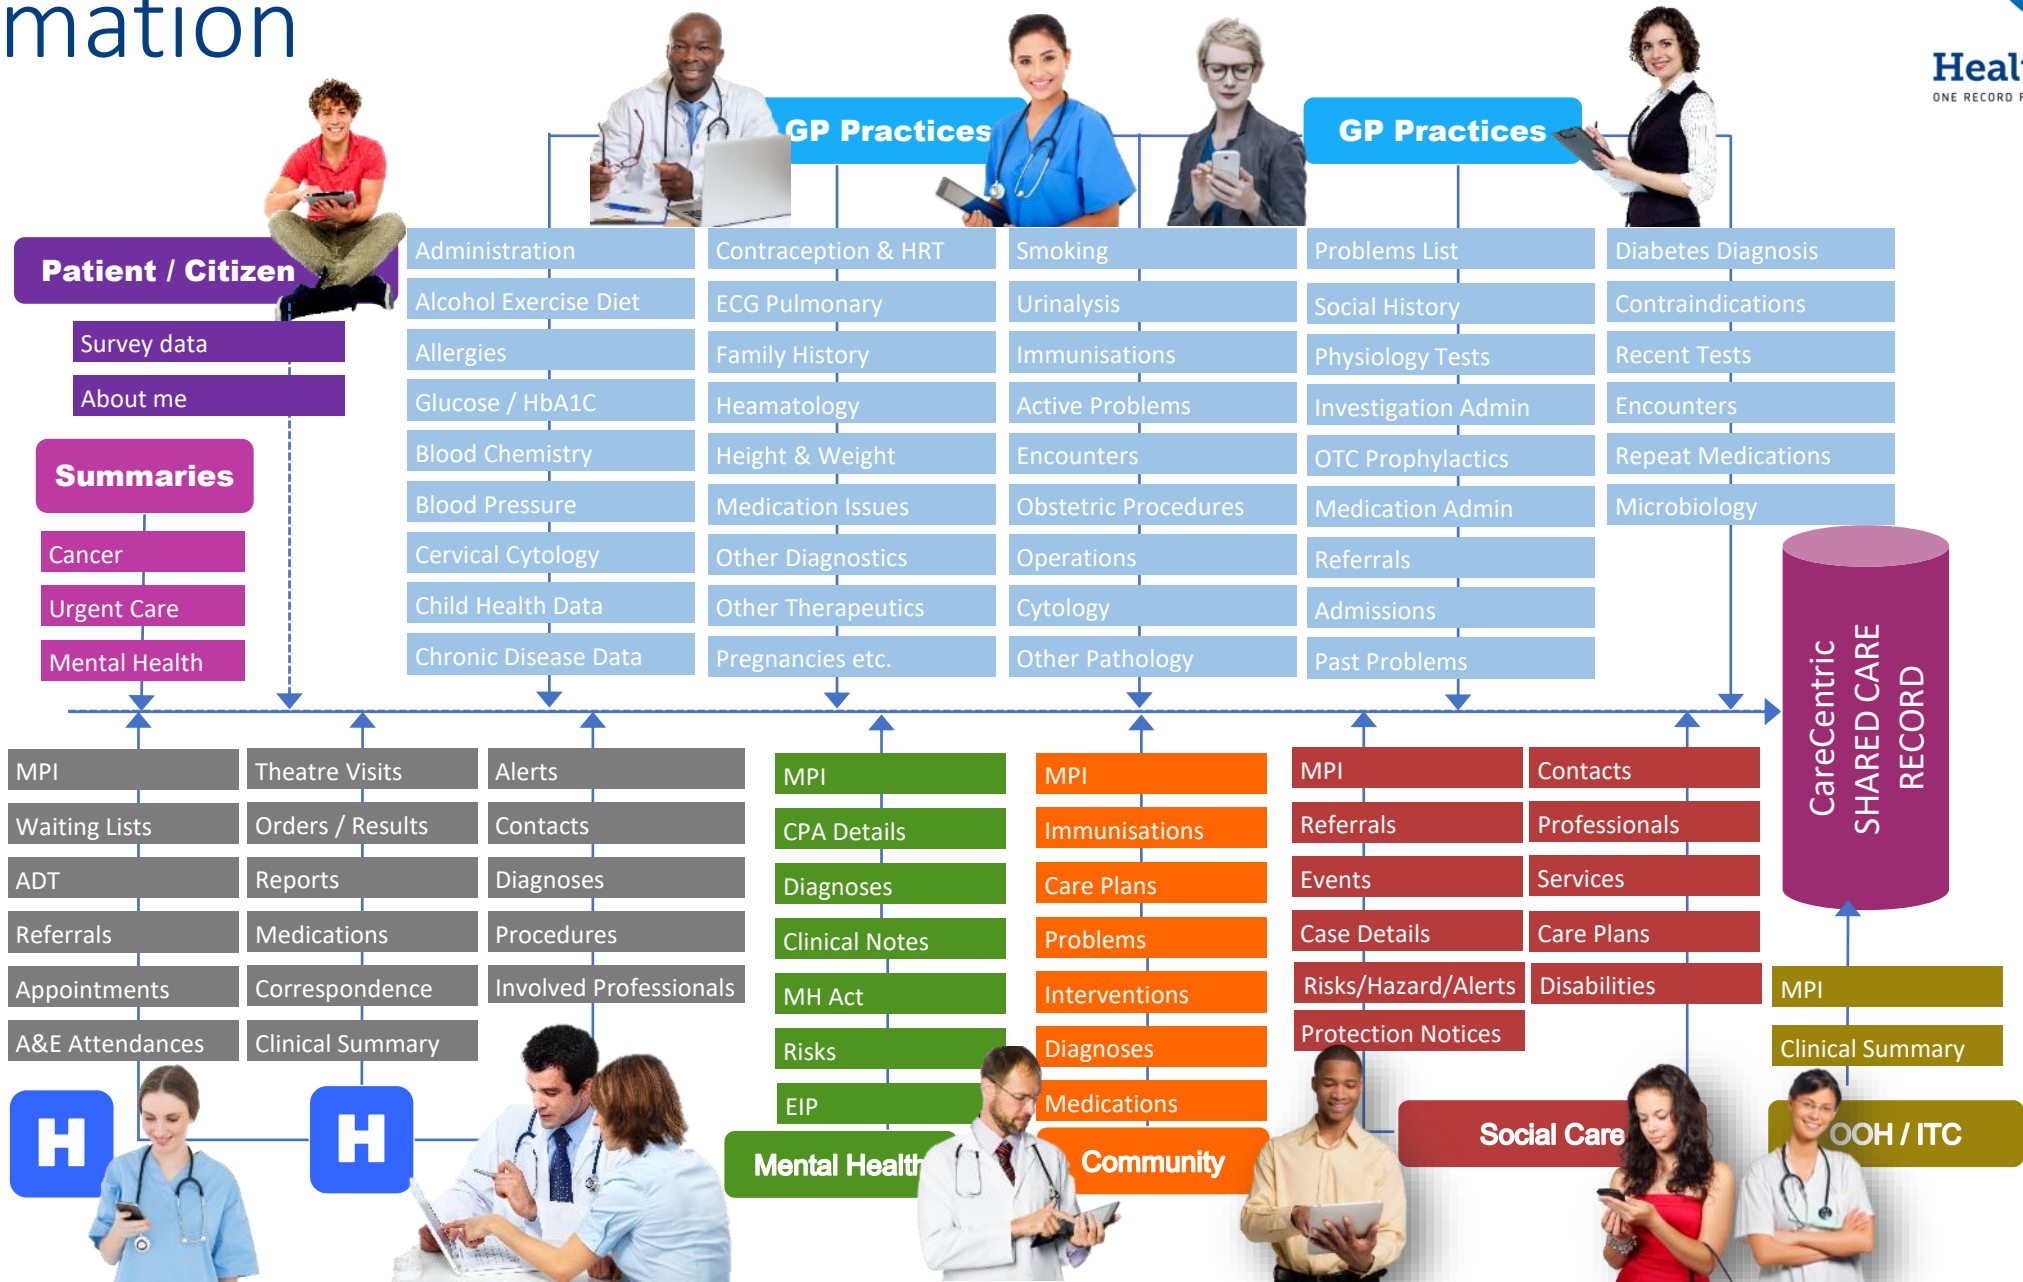 mation
ONE RECORD
GP Practices
GP Practices
Patient / Citizen
Survey data
About me
Summaries
Cancer
Urgent Care
Mental Health
Administration
Alcohol Exercise Diet
Allergies
Glucose / HbA1C
Blood Chemistry
Blood Pressure
Cervical Cytology
Child Health Data
Chronic Disease Data
Contraception & HRT
ECG Pulmonary
Family History
Heamatology
Height & Weight
Medication Issues
Other Diagnostics
Other Therapeutics
Pregnancies etc.
Smoking
Urinalysis
Immunisations
Active Problems
Encounters
Obstetric Procedures
Operations
Cytology
Other Pathology
Problems List
Social History
Physiology Tests
Investigation Admin
OTC Prophylactics
Medication Admin
Referrals
Admissions
Past Problems
Diabetes Diagnosis
Contraindications
Recent Tests
Encounters
Repeat Medications
Microbiology
CareCentric
SHARED CARE
RECORD
MPI
Waiting Lists
ADT
Referrals
Appointments
A&E Attendances
Theatre Visits
Orders / Results
Reports
Medications
Correspondence
Clinical Summary
Alerts
Contacts
Diagnoses
Procedures
Involved Professionals
H
H
MPI
CPA Details
Diagnoses
Clinical Notes
MH Act
Risks
EIP
Mental Health
MPI
Immunisations
Care Plans
Problems
Interventions
Diagnoses
Medications
Community
MPI
Referrals
Events
Case Details
Risks/Hazard/Alerts
Protection Notices
Contacts
Professionals
Services
Care Plans
Disabilities
Social Care
MPI
Clinical Summary
OOH / ITC